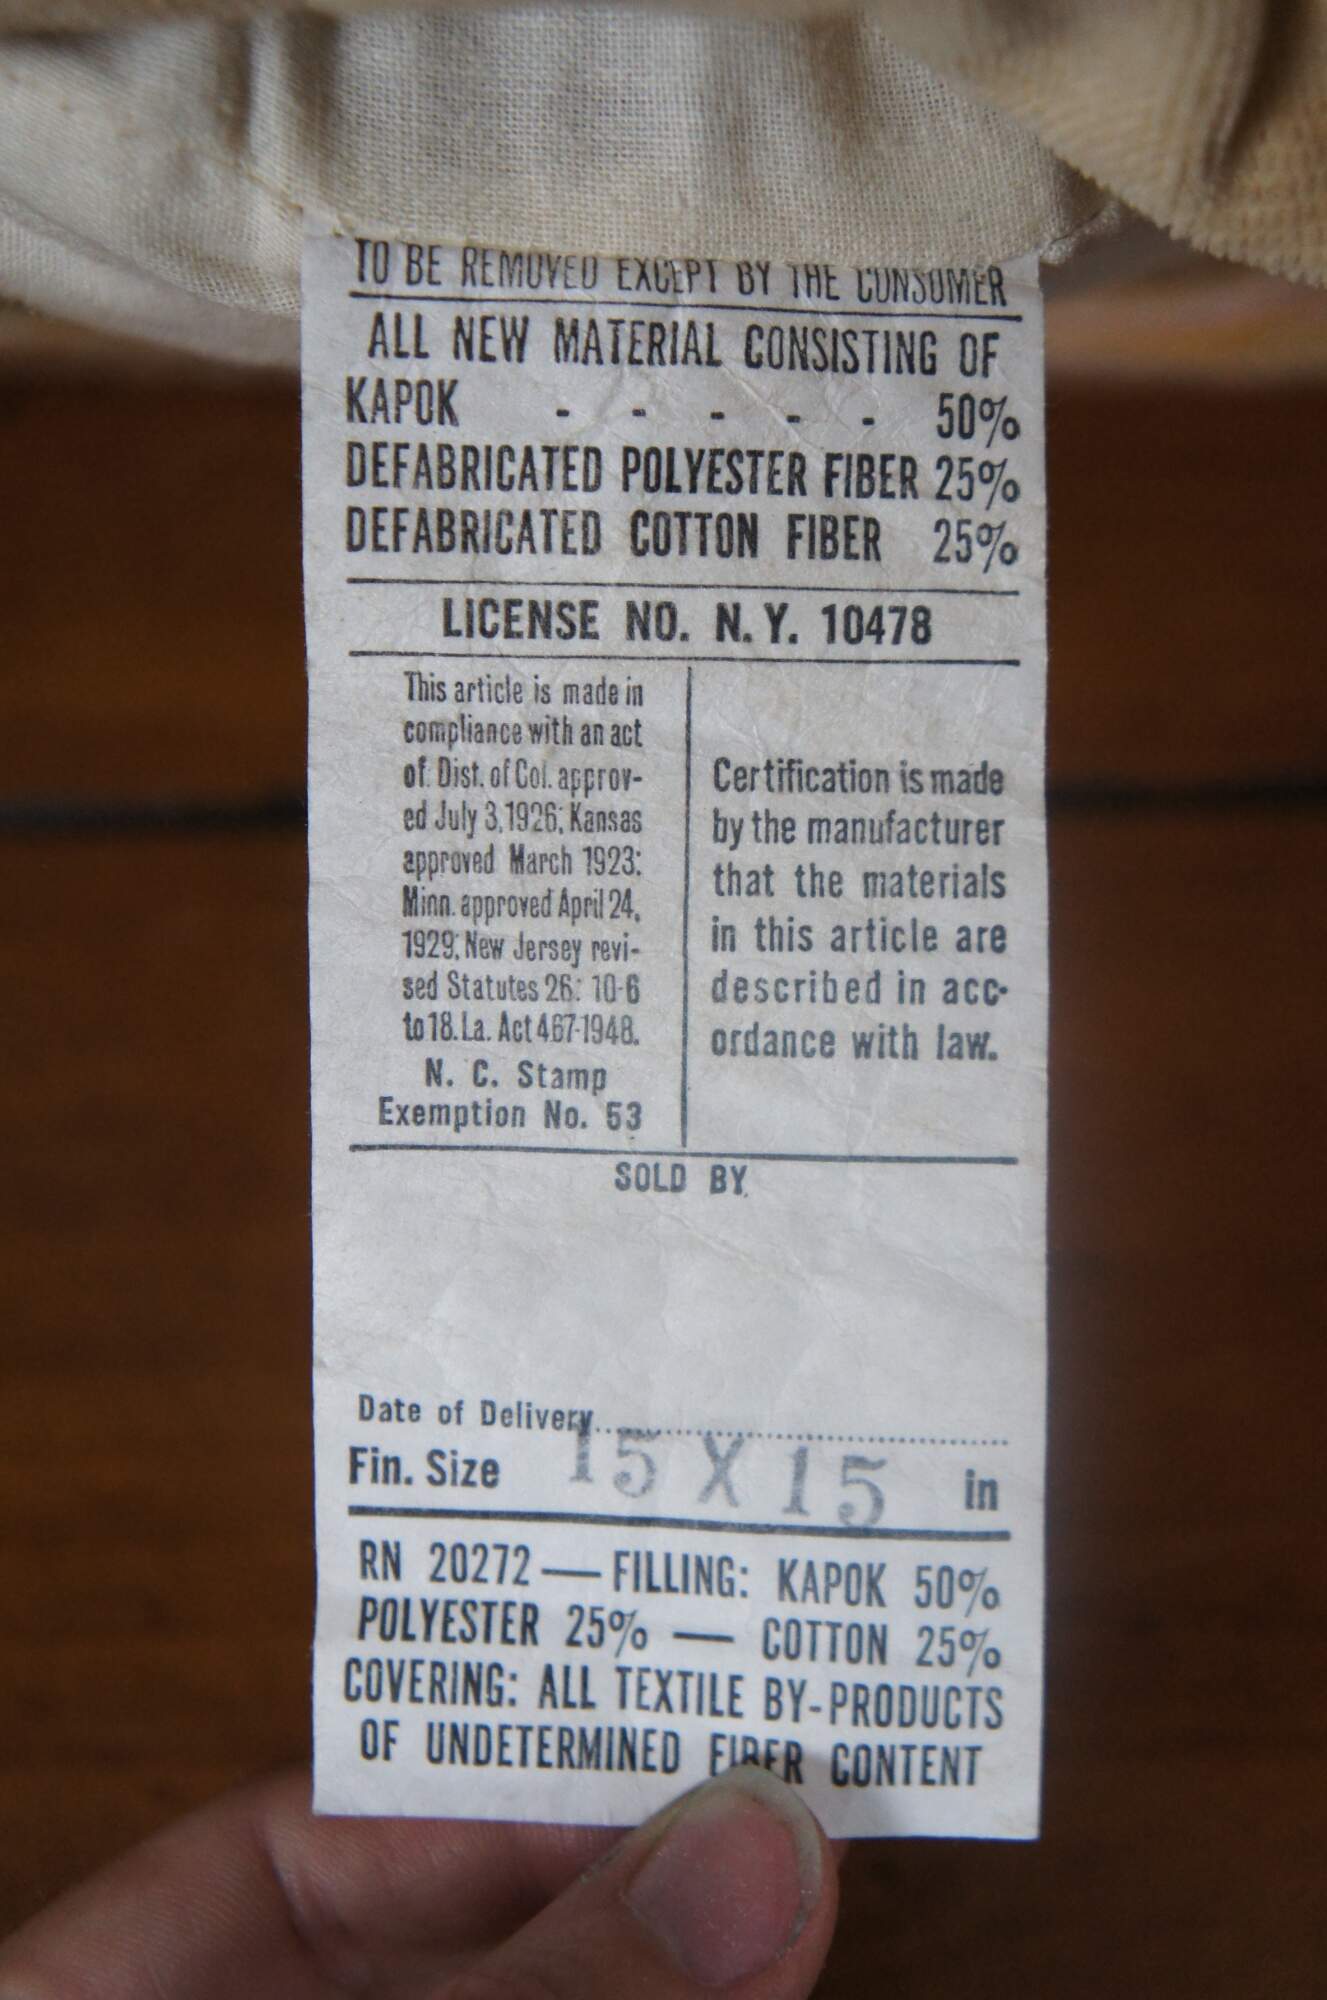 TO BE REMOVED EXCEPT BY THE CONSUMER
ALL NEW MATERIAL CONSISTING OF
KAPOK - - - - - 50%
DEFABRICATED POLYESTER FIBER 25%
DEFABRICATED COTTON FIBER 25%
LICENSE NO. N.Y. 10478
This article is made in
compliance with an act
of Dist. of Col. approv-
ed July 3, 1926; Kansas
approved March 1923;
Minn. approved April 24,
1929; New Jersey revi-
sed Statutes 26: 10-6
to 18. La. Act 467-1948.
N. C. Stamp
Exemption No. 53
Certification is made
by the manufacturer
that the materials
in this article are
described in acc-
ordance with law.
SOLD BY
Date of Delivery
Fin. Size 15 X 15 in
RN 20272 — FILLING: KAPOK 50%
POLYESTER 25% — COTTON 25%
COVERING: ALL TEXTILE BY-PRODUCTS
OF UNDETERMINED FIBER CONTENT